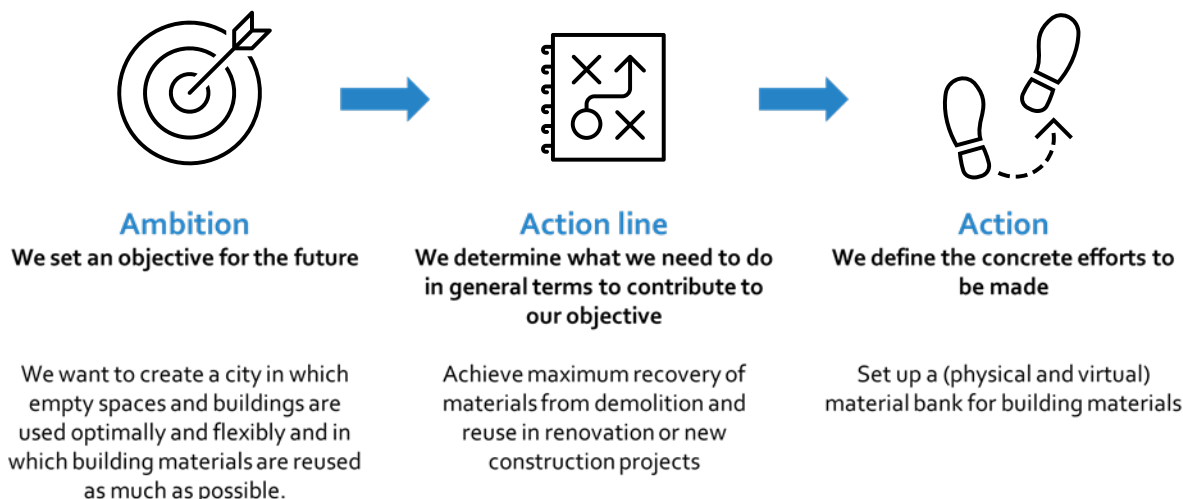 Ambition
We set an objective for the future
We want to create a city in which
empty spaces and buildings are
used optimally and flexibly and in
which building materials are reused
as much as possible.
Action line
We determine what we need to do
in general terms to contribute to
our objective
Achieve maximum recovery of
materials from demolition and
reuse in renovation or new
construction projects
Action
We define the concrete efforts to
be made
Set up a (physical and virtual)
material bank for building materials